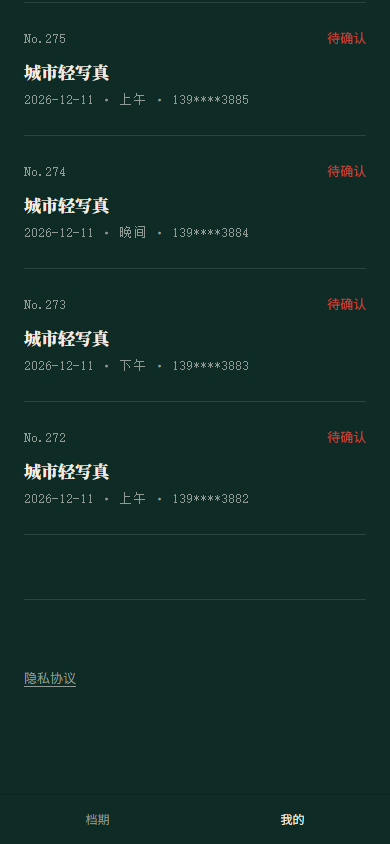 No.275
待确认
城市轻写真
2026-12-11 • 上午 • 139****3885
No.274
待确认
城市轻写真
2026-12-11 • 晚间 • 139****3884
No.273
待确认
城市轻写真
2026-12-11 • 下午 • 139****3883
No.272
待确认
城市轻写真
2026-12-11 • 上午 • 139****3882
隐私协议
档期
我的